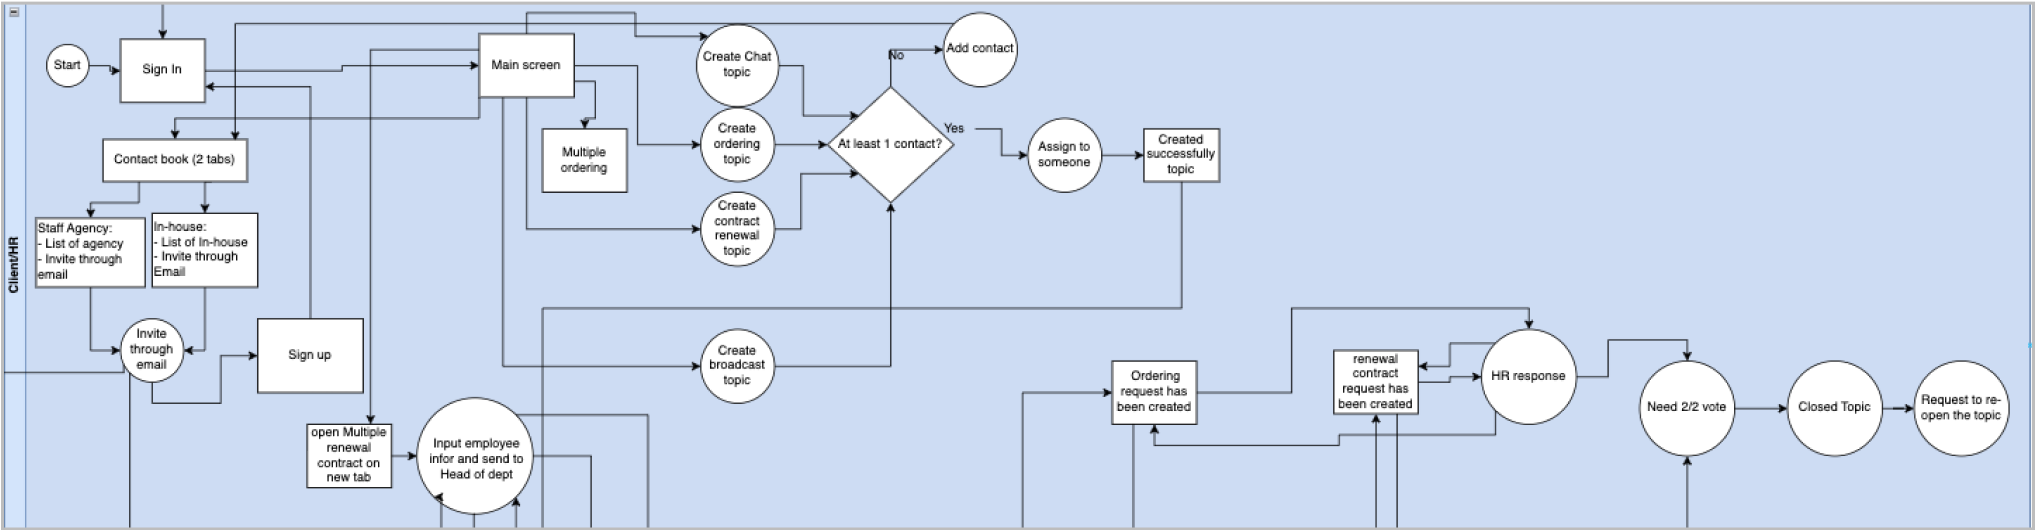 Client/HR
Start
Sign In
Main screen
Create Chat
topic
No
Add contact
Multiple
ordering
Create
ordering
topic
At least 1 contact?
Yes
Assign to
someone
Created
successfully
topic
Contact book (2 tabs)
Staff Agency:
- List of agency
- Invite through
email
In-house:
- List of In-house
- Invite through
Email
Create
contract
renewal
topic
Invite
through
email
Sign up
Create
broadcast
topic
Ordering
request has
been created
renewal
contract
request has
been created
HR response
Need 2/2 vote
Closed Topic
Request to re-
open the topic
open Multiple
renewal
contract on
new tab
Input employee
infor and send to
Head of dept